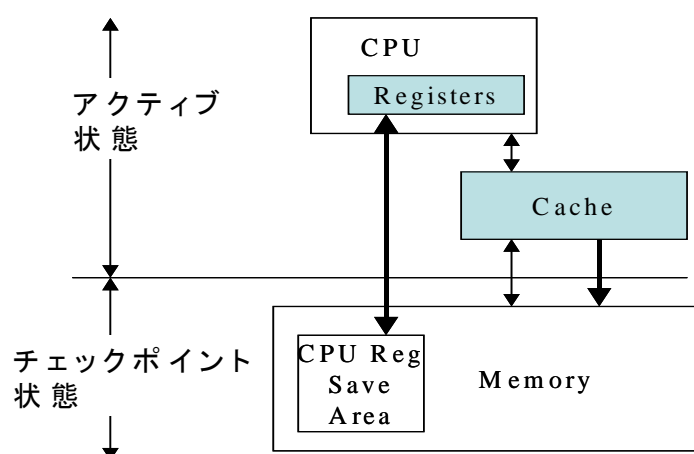 CPU
Registers
アクティブ
状態
Cache
チェックポイント
状態
CPU Reg
Save
Area
Memory